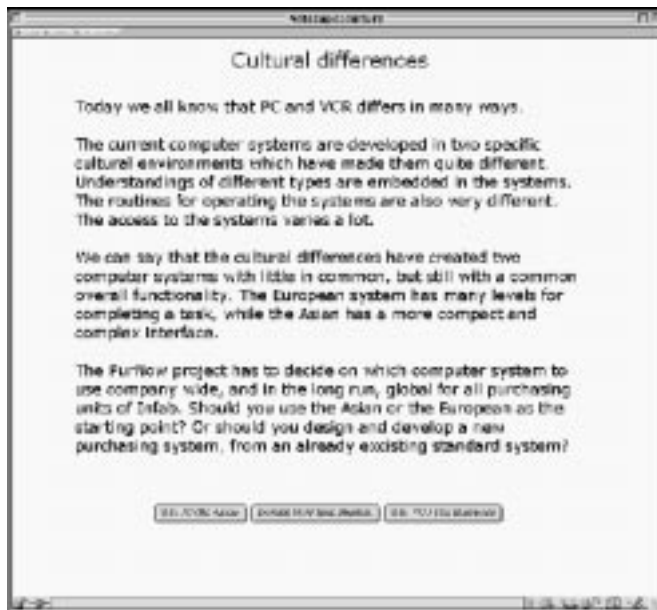 Cultural differences
Today we all know that PC and VCR differs in many ways.
The current computer systems are developed in two specific
cultural environments which have made them quite different.
Understandings of different types are embedded in the systems.
The routines for operating the systems are also very different.
The access to the systems varies a lot.
We can say that the cultural differences have created two
computer systems with little in common, but still with a common
overall functionality. The European system has many levels for
completing a task, while the Asian has a more compact and
complex interface.
The PurNow project has to decide on which computer system to
use company wide, and in the long run, global for all purchasing
units of Infab. Should you use the Asian or the European as the
starting point? Or should you design and develop a new
purchasing system, from an already excisting standard system?